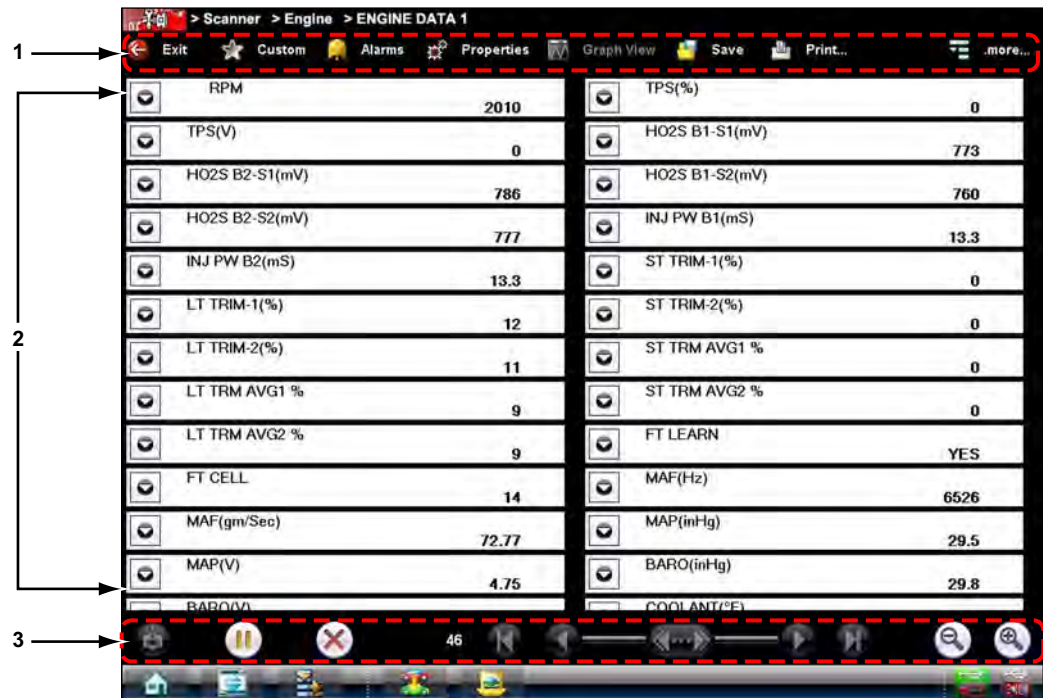 > Scanner > Engine > ENGINE DATA 1
1
Exit Custom Alarms Properties Graph View Save Print... .more...
2
RPM 2010
TPS(%) 0
TPS(V) 0
HO2S B1-S1(mV) 773
HO2S B2-S1(mV) 786
HO2S B1-S2(mV) 760
HO2S B2-S2(mV) 777
INJ PW B1(mS) 13.3
INJ PW B2(mS) 13.3
ST TRIM-1(%) 0
LT TRIM-1(%) 12
ST TRIM-2(%) 0
LT TRIM-2(%) 11
ST TRM AVG1 % 0
LT TRM AVG1 % 9
ST TRM AVG2 % 0
LT TRM AVG2 % 9
FT LEARN YES
FT CELL 14
MAF(Hz) 6526
MAF(gm/Sec) 72.77
MAP(inHg) 29.5
MAP(V) 4.75
BARO(inHg) 29.8
BARO(V)
COOLANT(°F)
3
46